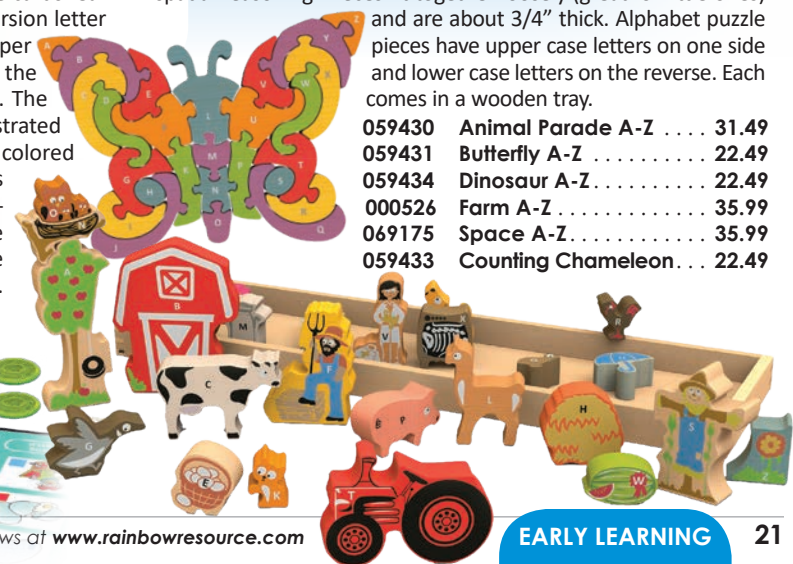 rsion letter
per
the
. The
strated
colored
and are about 3/4” thick. Alphabet puzzle
pieces have upper case letters on one side
and lower case letters on the reverse. Each
comes in a wooden tray.
059430 Animal Parade A-Z . . . . 31.49
059431 Butterfly A-Z . . . . . . . . . . 22.49
059434 Dinosaur A-Z . . . . . . . . . . 22.49
000526 Farm A-Z . . . . . . . . . . . . . 35.99
069175 Space A-Z . . . . . . . . . . . . 35.99
059433 Counting Chameleon . . . 22.49
A
B
C
D
E
F
G
H
I
J
K
L
M
N
O
P
Q
R
S
T
U
V
W
X
Y
Z
O
N
A
B
M
F
V
X
R
C
L
P
H
S
Z
G
E
K
T
W
ws at www.rainbowresource.com
EARLY LEARNING 21